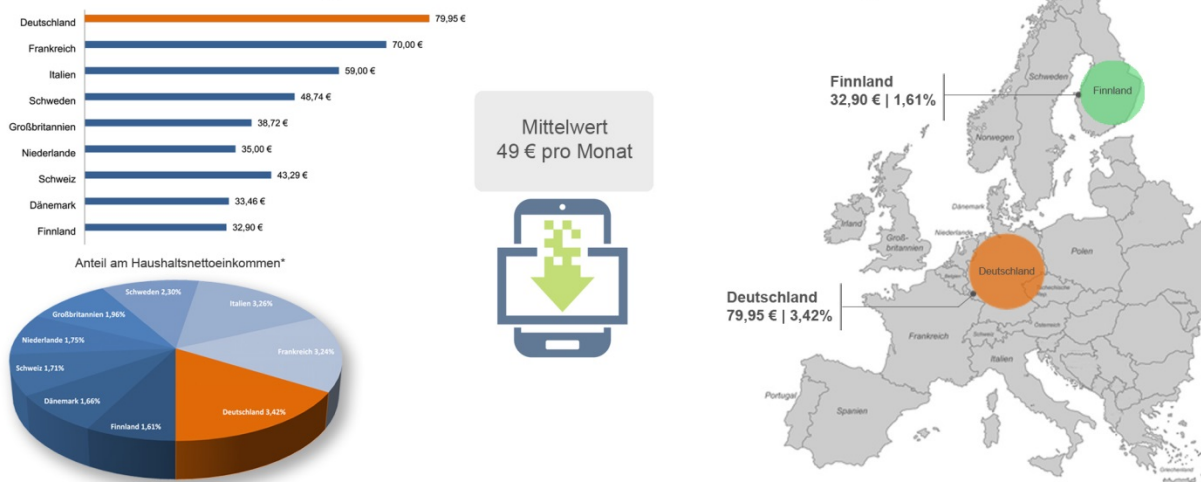 Deutschland 79,95 €
Frankreich 70,00 €
Italien 59,00 €
Schweden 48,74 €
Großbritannien 38,72 €
Niederlande 35,00 €
Schweiz 43,29 €
Dänemark 33,46 €
Finnland 32,90 €
Anteil am Haushaltsnettoeinkommen*
Schweden 2,30%
Italien 3,26%
Großbritannien 1,96%
Niederlande 1,75%
Frankreich 3,24%
Schweiz 1,71%
Dänemark 1,66%
Deutschland 3,42%
Finnland 1,61%
Mittelwert
49 € pro Monat
Finnland
32,90 € | 1,61%
Schweden
Finnland
Norwegen
Dänemark
Irland
Groß-
britannien
Niederlande
Polen
Deutschland
Belgien
Tschechische
Rep.
Deutschland
79,95 € | 3,42%
Frankreich
Schweiz
Österreich
Italien
Portugal
Spanien
Griechenland